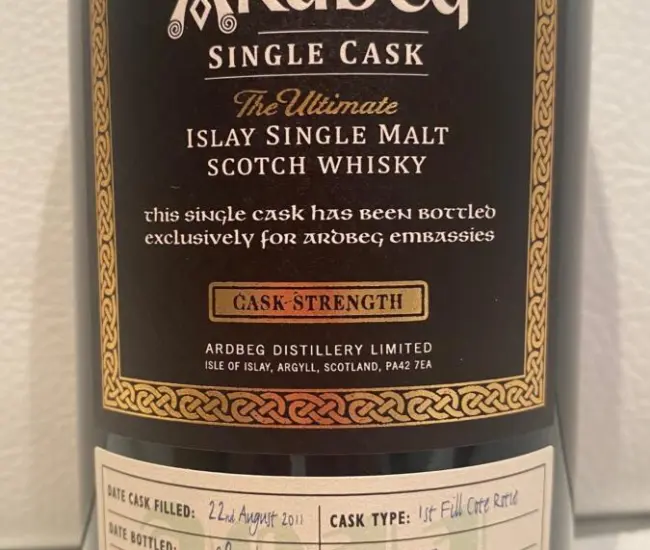 Ardbeg
SINGLE CASK
The Ultimate
ISLAY SINGLE MALT
SCOTCH WHISKY
this single cask has been bottled
exclusively for ardbeg embassies
CASK STRENGTH
ARDBEG DISTILLERY LIMITED
ISLE OF ISLAY, ARGYLL, SCOTLAND, PA42 7EA
DATE CASK FILLED: 22nd August 2011
CASK TYPE: 1st Fill Cote Rotie
DATE BOTTLED: